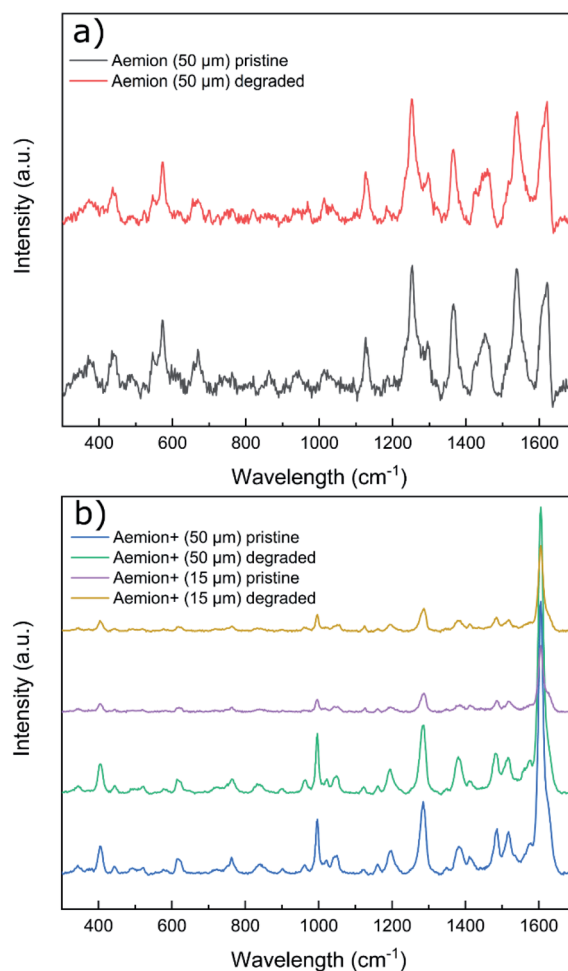 a)
Aemion (50 µm) pristine
Aemion (50 µm) degraded
Intensity (a.u.)
400 600 800 1000 1200 1400 1600
Wavelength (cm-1)
b)
Aemion+ (50 µm) pristine
Aemion+ (50 µm) degraded
Aemion+ (15 µm) pristine
Aemion+ (15 µm) degraded
Intensity (a.u.)
400 600 800 1000 1200 1400 1600
Wavelength (cm-1)